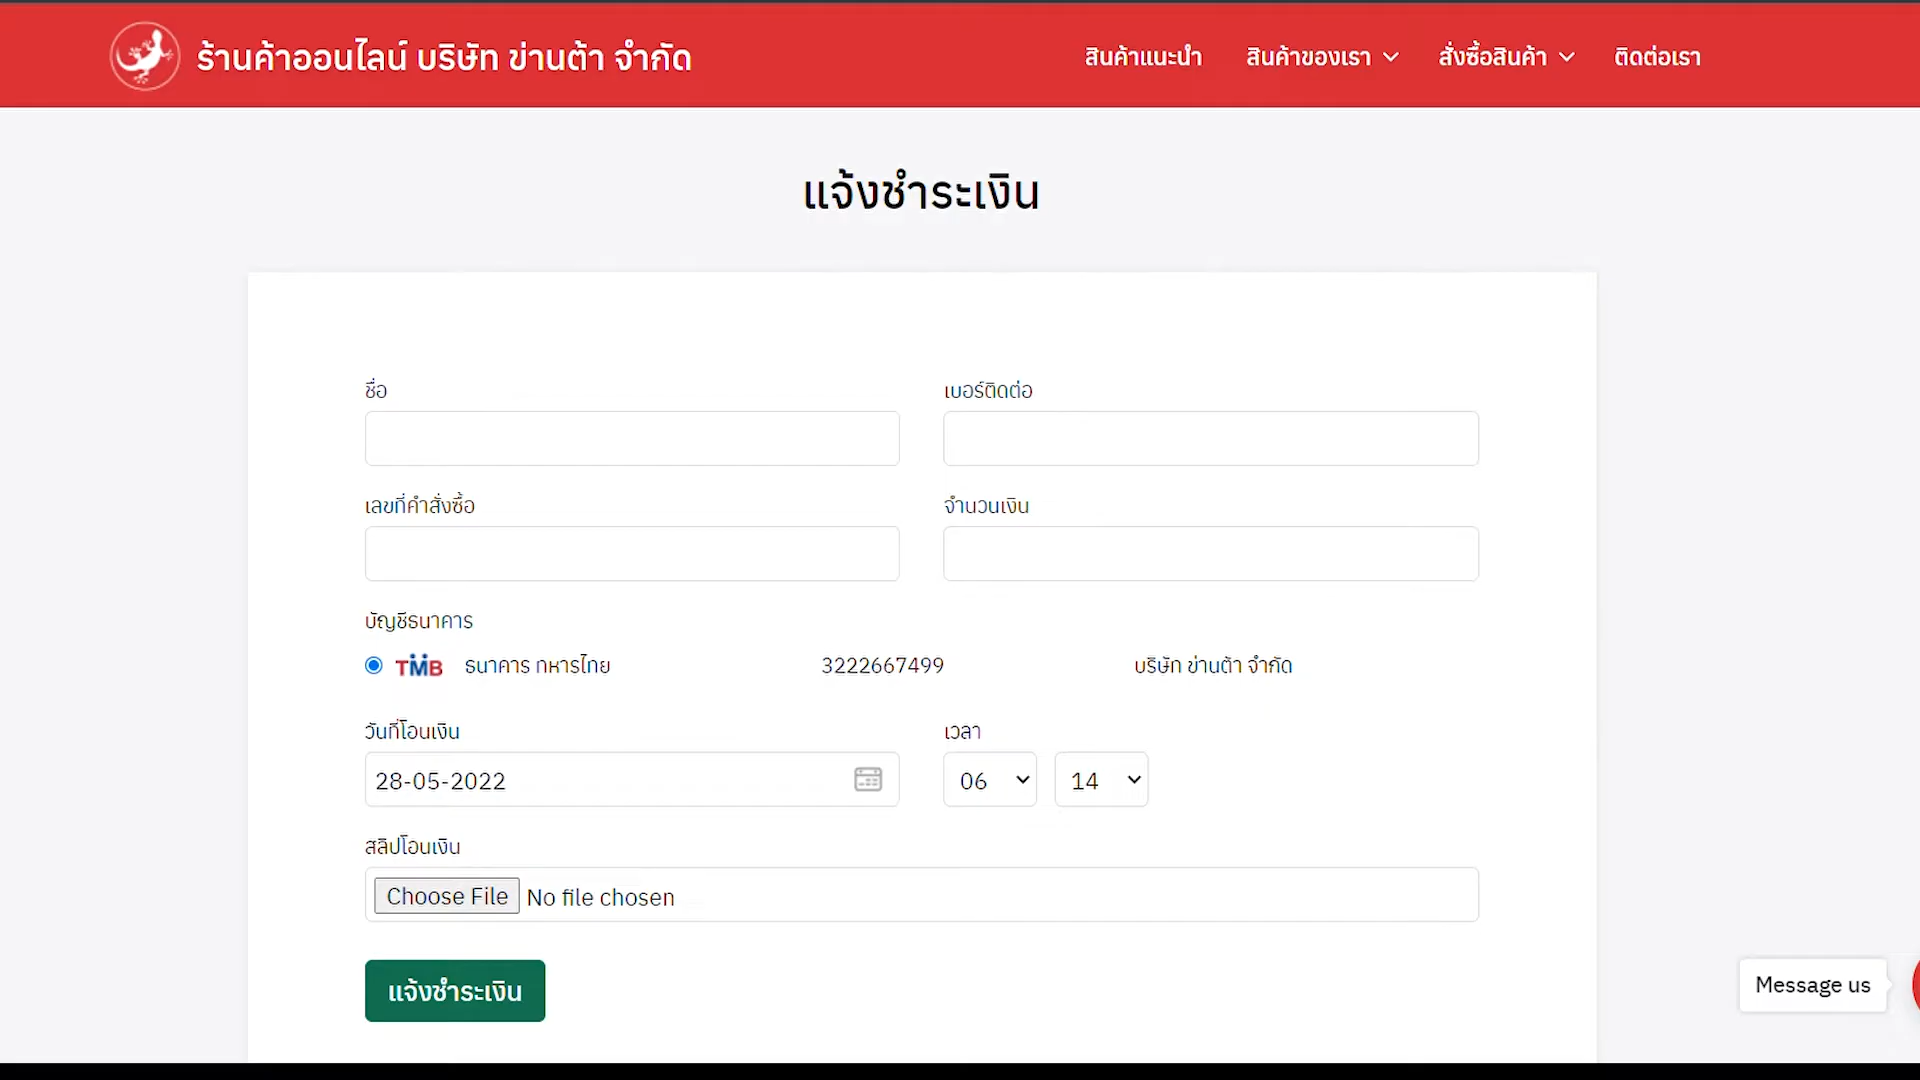 ร้านค้าออนไลน์ บริษัท ข่านต้า จำกัด
สินค้าแนะนำ สินค้าของเรา สั่งซื้อสินค้า ติดต่อเรา
แจ้งชำระเงิน
ชื่อ เบอร์ติดต่อ
เลขที่คำสั่งซื้อ จำนวนเงิน
บัญชีธนาคาร
TMB ธนาคาร ทหารไทย 3222667499 บริษัท ข่านต้า จำกัด
วันที่โอนเงิน เวลา
28-05-2022 06 14
สลิปโอนเงิน
Choose File No file chosen
แจ้งชำระเงิน
Message us